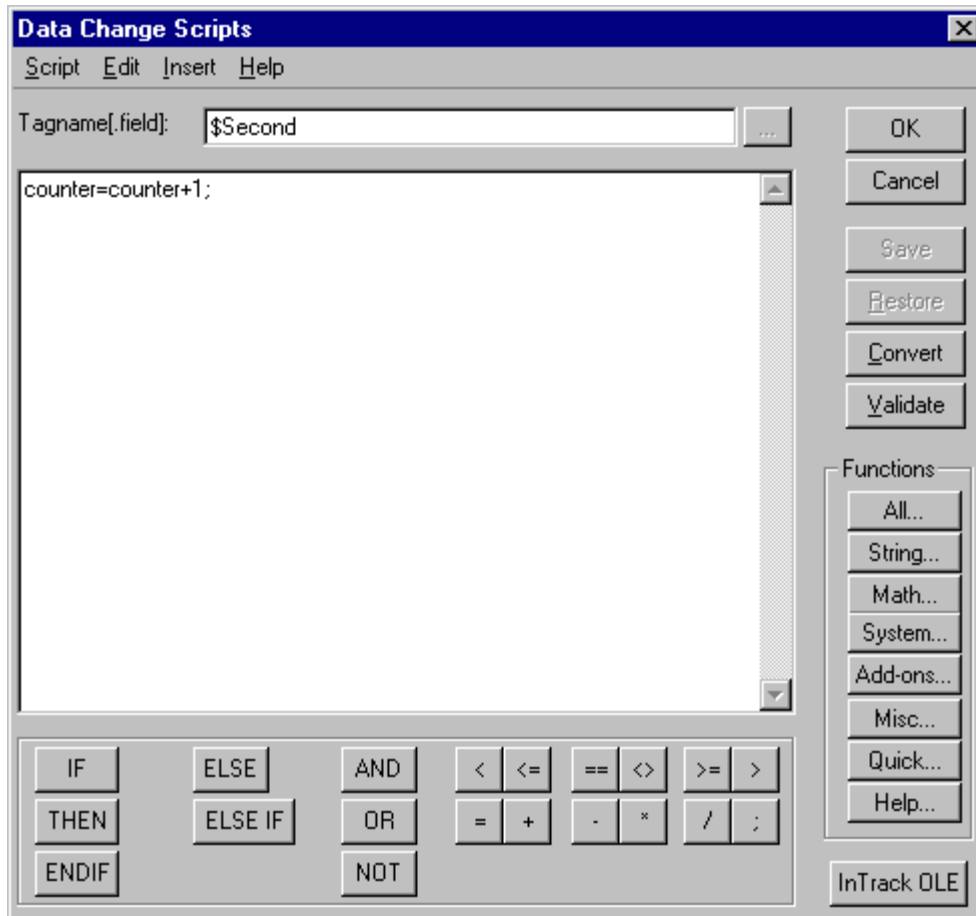 Data Change Scripts
Script Edit Insert Help
Tagname[.field]: $Second ... OK
Cancel
counter=counter+1;
Save
Restore
Convert
Validate
Functions
All...
String...
Math...
System...
Add-ons...
Misc...
Quick...
Help...
IF ELSE AND < <= == <> >= >
THEN ELSE IF OR = + - * / ;
ENDIF NOT
InTrack OLE